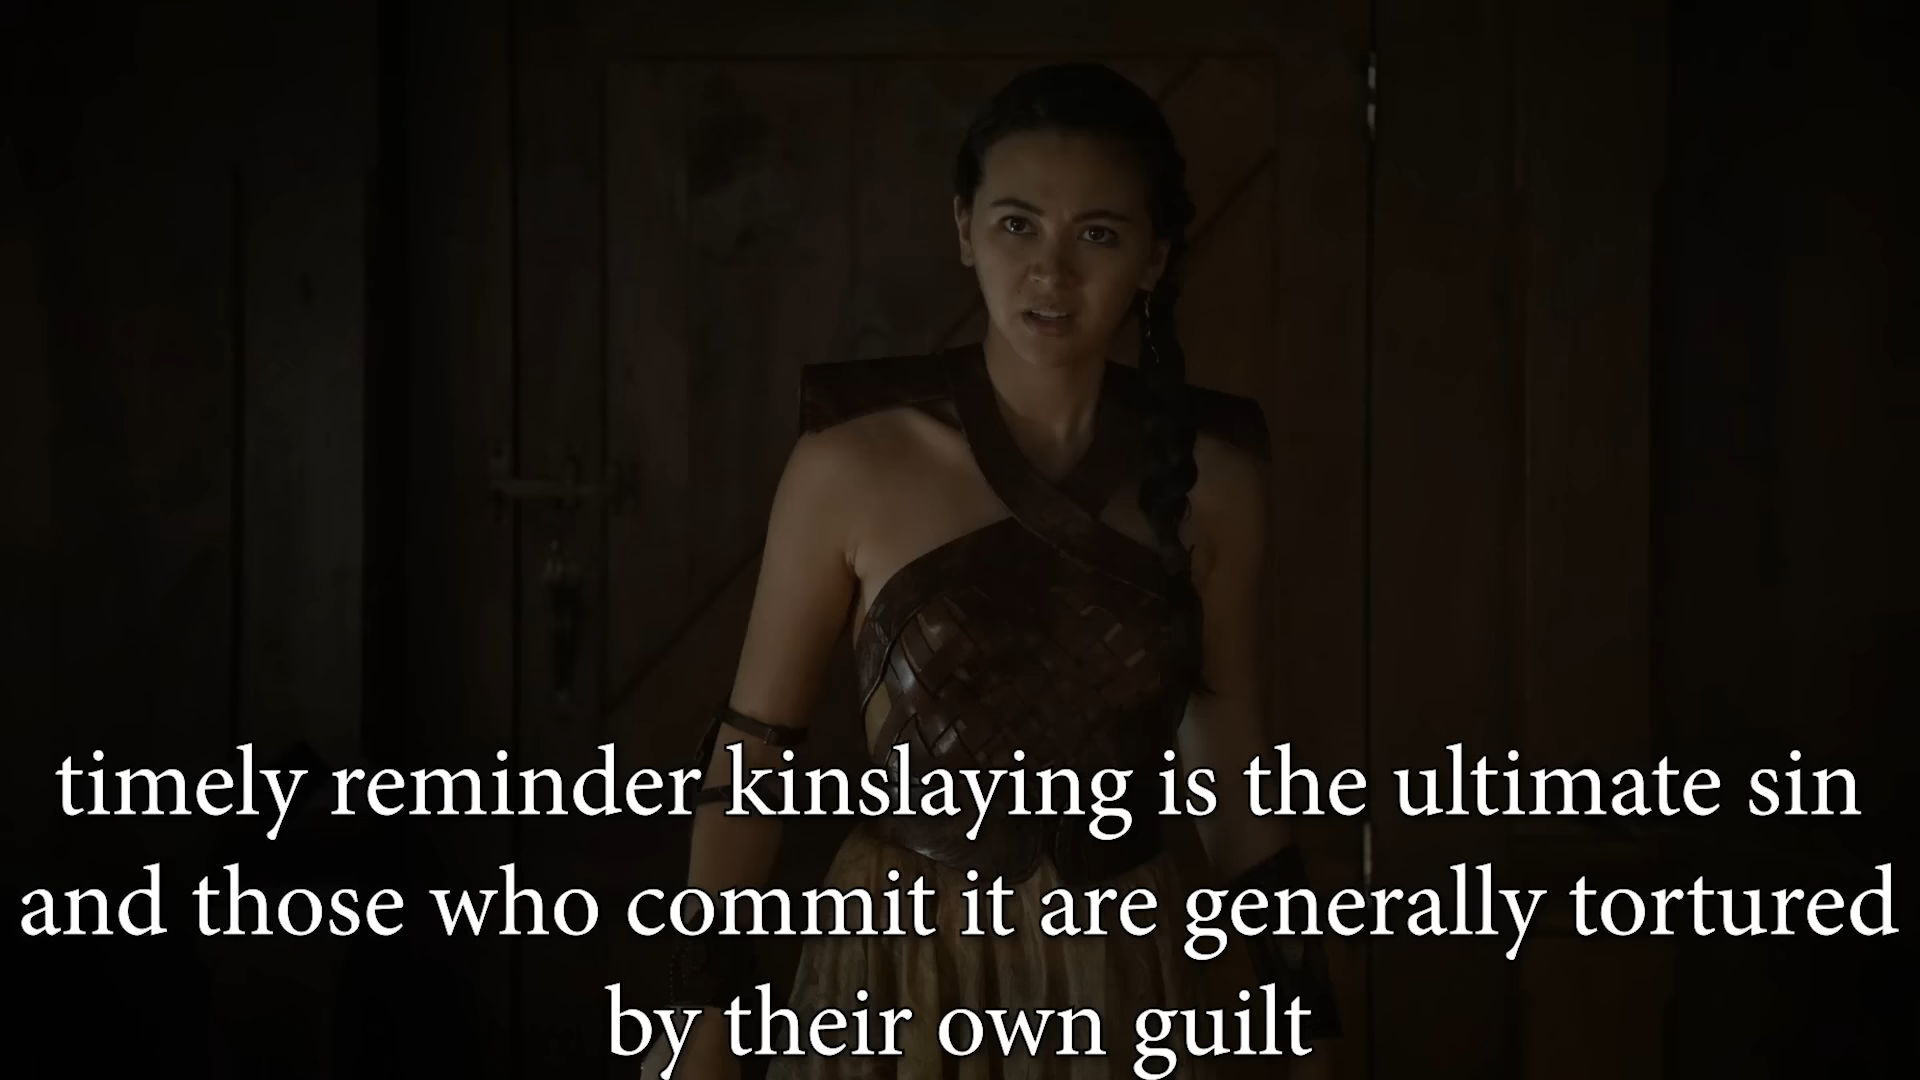 timely reminder kinslaying is the ultimate sin
and those who commit it are generally tortured
by their own guilt